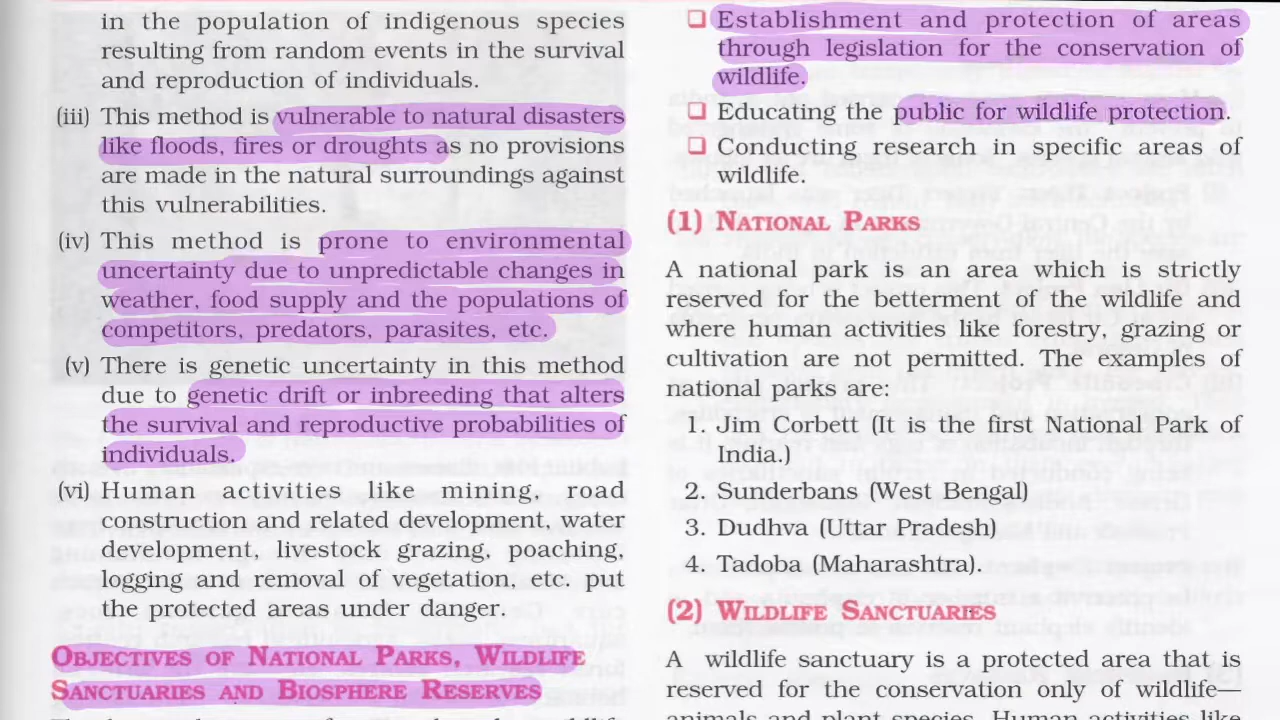 in the population of indigenous species
resulting from random events in the survival
and reproduction of individuals.
(iii) This method is vulnerable to natural disasters
like floods, fires or droughts as no provisions
are made in the natural surroundings against
this vulnerabilities.
(iv) This method is prone to environmental
uncertainty due to unpredictable changes in
weather, food supply and the populations of
competitors, predators, parasites, etc.
(v) There is genetic uncertainty in this method
due to genetic drift or inbreeding that alters
the survival and reproductive probabilities of
individuals.
(vi) Human activities like mining, road
construction and related development, water
development, livestock grazing, poaching,
logging and removal of vegetation, etc. put
the protected areas under danger.
OBJECTIVES OF NATIONAL PARKS, WILDLIFE
SANCTUARIES AND BIOSPHERE RESERVES
❑ Establishment and protection of areas
through legislation for the conservation of
wildlife.
❑ Educating the public for wildlife protection.
❑ Conducting research in specific areas of
wildlife.
(1) NATIONAL PARKS
A national park is an area which is strictly
reserved for the betterment of the wildlife and
where human activities like forestry, grazing or
cultivation are not permitted. The examples of
national parks are:
1. Jim Corbett (It is the first National Park of
India.)
2. Sunderbans (West Bengal)
3. Dudhva (Uttar Pradesh)
4. Tadoba (Maharashtra).
(2) WILDLIFE SANCTUARIES
A wildlife sanctuary is a protected area that is
reserved for the conservation only of wildlife—
animals and plant species. Human activities like